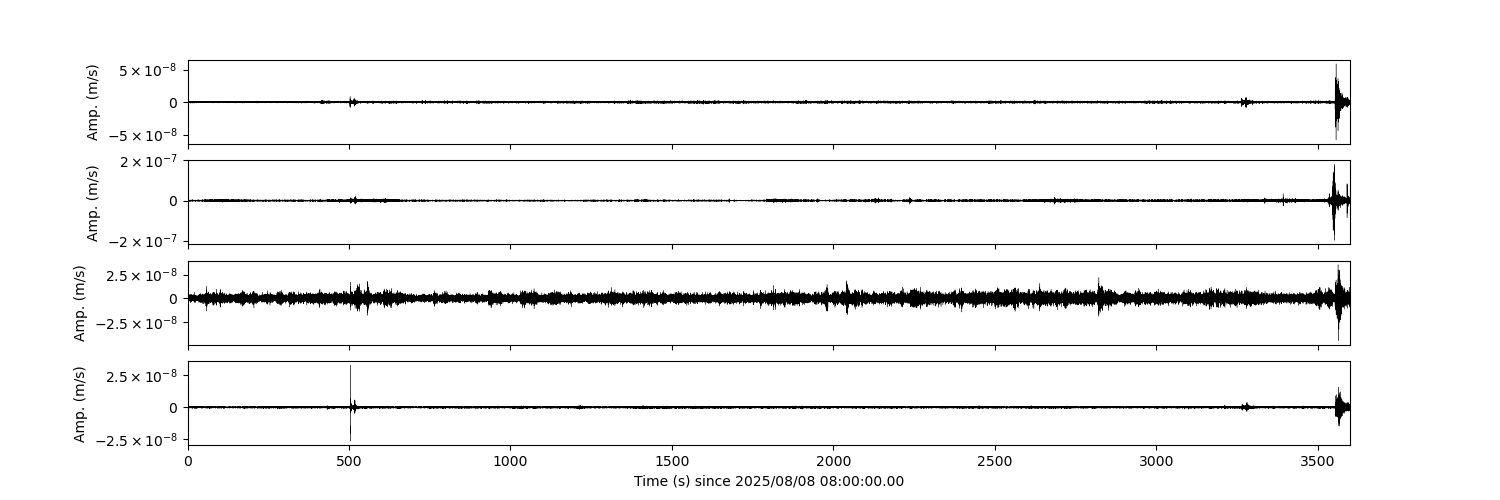 Amp. (m/s)
5 × 10⁻⁸
0
−5 × 10⁻⁸
Amp. (m/s)
2 × 10⁻⁷
0
−2 × 10⁻⁷
Amp. (m/s)
2.5 × 10⁻⁸
0
−2.5 × 10⁻⁸
Amp. (m/s)
2.5 × 10⁻⁸
0
−2.5 × 10⁻⁸
0 500 1000 1500 2000 2500 3000 3500
Time (s) since 2025/08/08 08:00:00.00